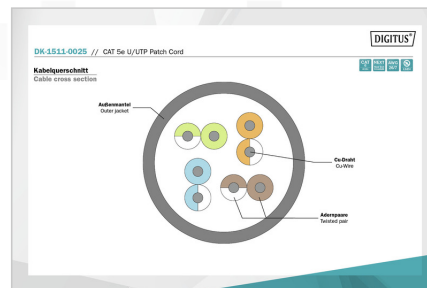 DIGITUS®
DK-1511-0025 // CAT 5e U/UTP Patch Cord
Kabelquerschnitt
Cable cross section
Außenmantel
Outer jacket
Cu-Draht
Cu-Wire
Adernpaare
Twisted pair